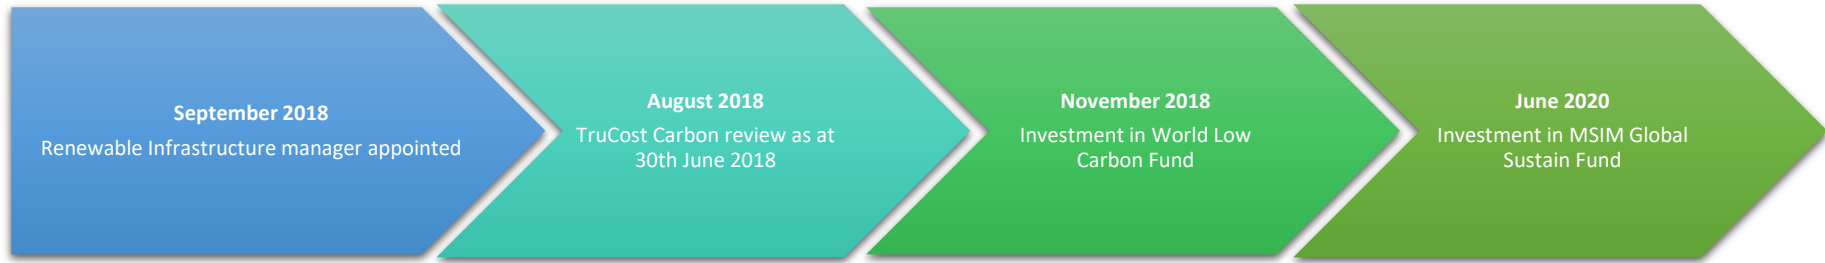 September 2018
Renewable Infrastructure manager appointed
August 2018
TruCost Carbon review as at
30th June 2018
November 2018
Investment in World Low
Carbon Fund
June 2020
Investment in MSIM Global
Sustain Fund